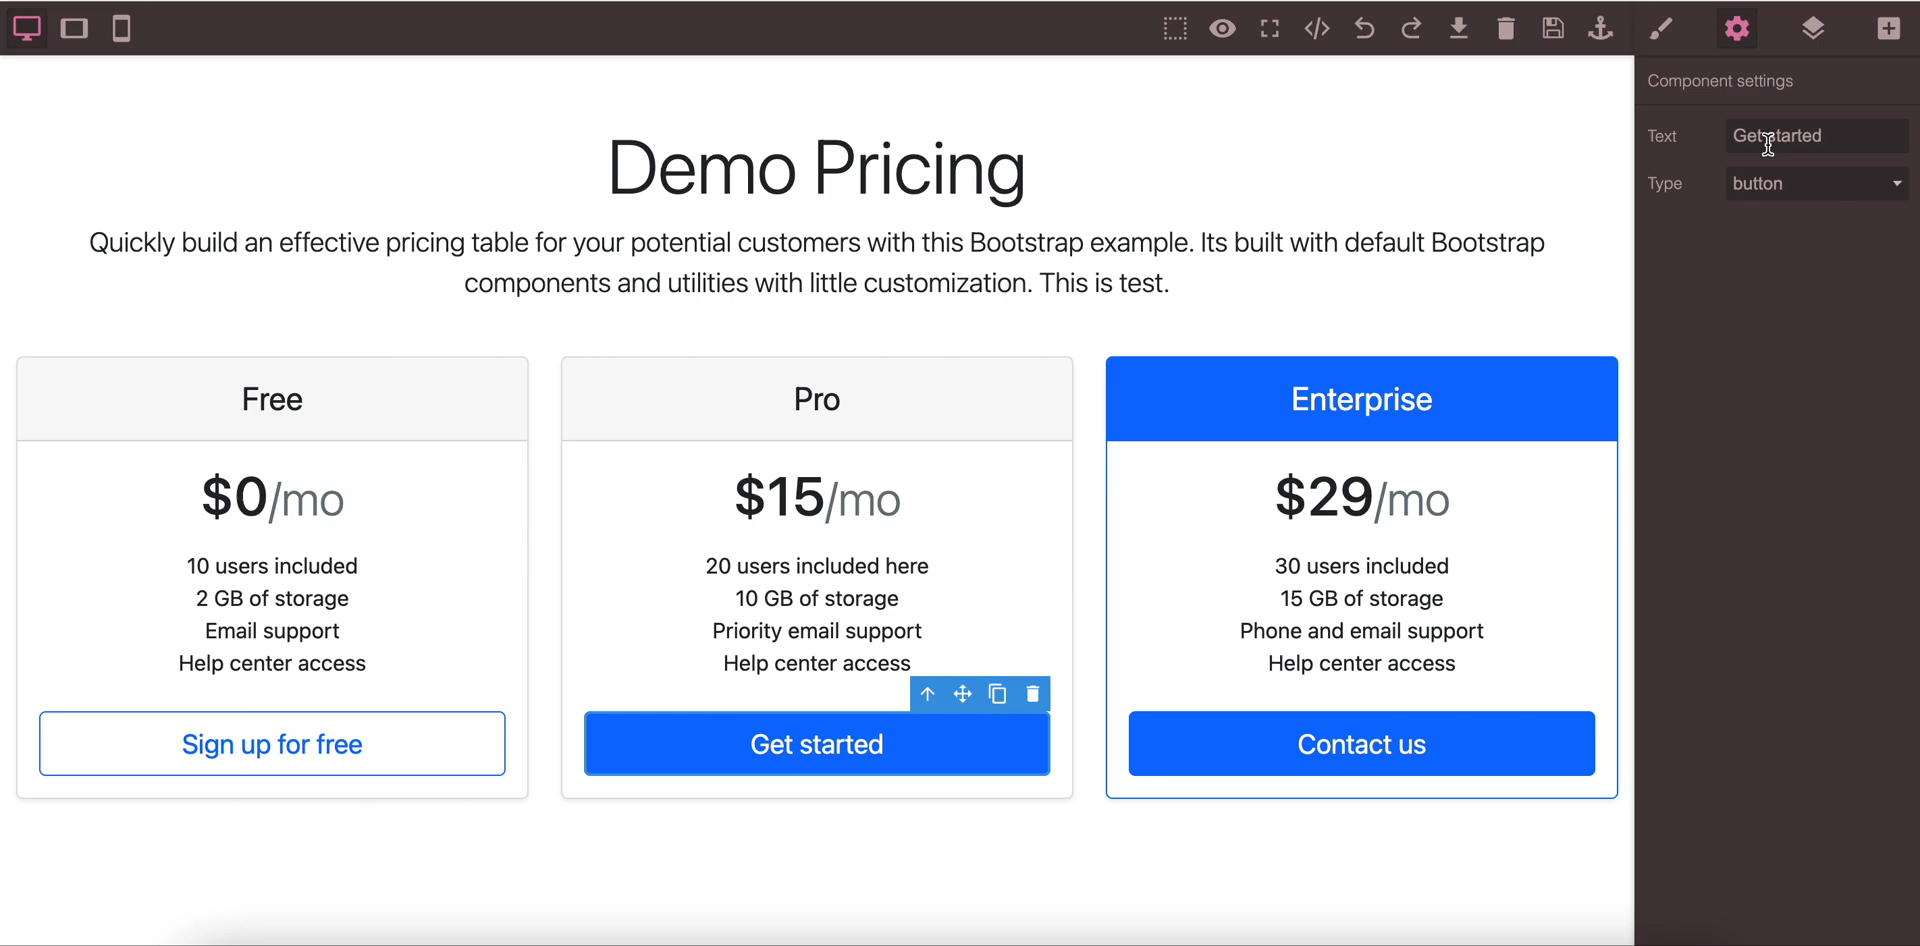 Component settings
Text Get started
Type button
Demo Pricing
Quickly build an effective pricing table for your potential customers with this Bootstrap example. Its built with default Bootstrap
components and utilities with little customization. This is test.
Free
$0/mo
10 users included
2 GB of storage
Email support
Help center access
Sign up for free
Pro
$15/mo
20 users included here
10 GB of storage
Priority email support
Help center access
Get started
Enterprise
$29/mo
30 users included
15 GB of storage
Phone and email support
Help center access
Contact us